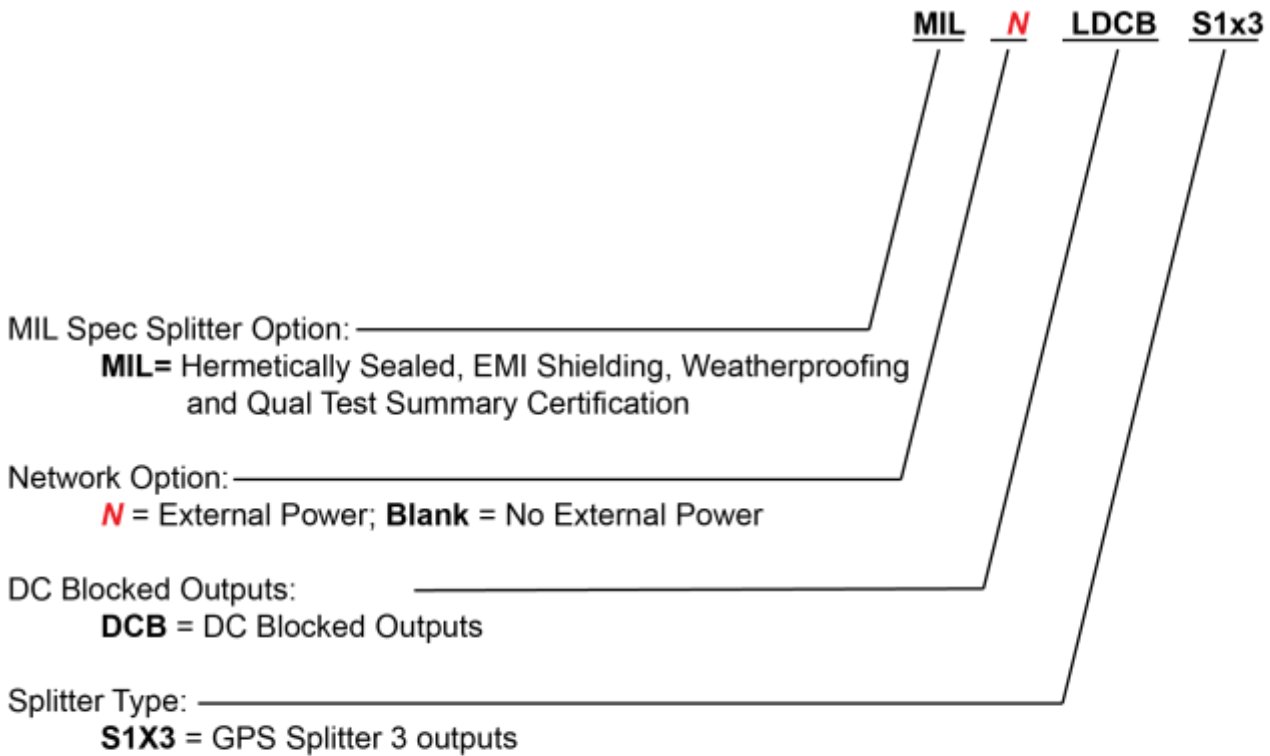 MIL N LDCB S1x3
MIL Spec Splitter Option:
MIL= Hermetically Sealed, EMI Shielding, Weatherproofing
and Qual Test Summary Certification
Network Option:
N = External Power; Blank = No External Power
DC Blocked Outputs:
DCB = DC Blocked Outputs
Splitter Type:
S1X3 = GPS Splitter 3 outputs